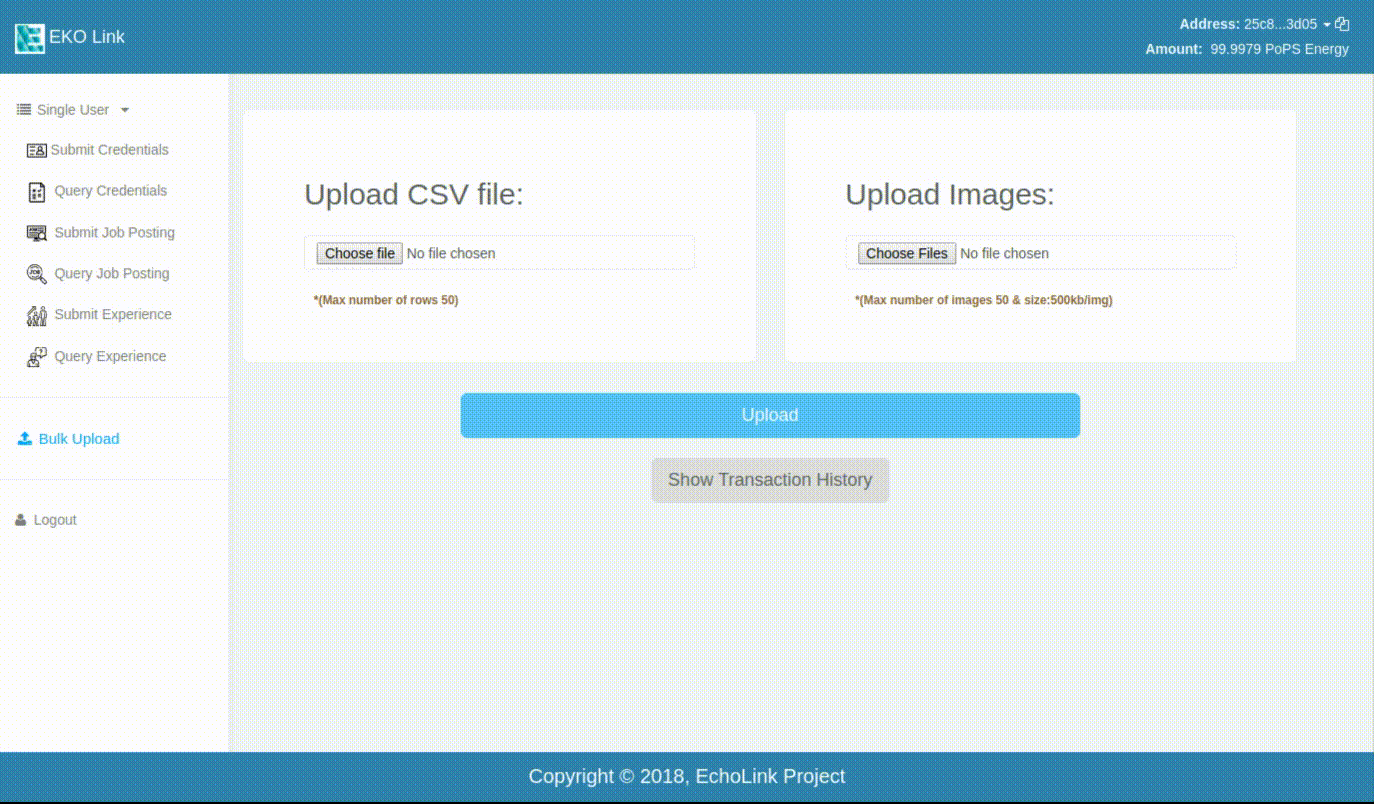 EKO Link
Address: 25c8...3d05
Amount: 99.9979 PoPS Energy
Single User
Submit Credentials
Query Credentials
Submit Job Posting
Query Job Posting
Submit Experience
Query Experience
Bulk Upload
Logout
Upload CSV file:
Choose file No file chosen
*(Max number of rows 50)
Upload Images:
Choose Files No file chosen
*(Max number of images 50 & size:500kb/img)
Upload
Show Transaction History
Copyright © 2018, EchoLink Project